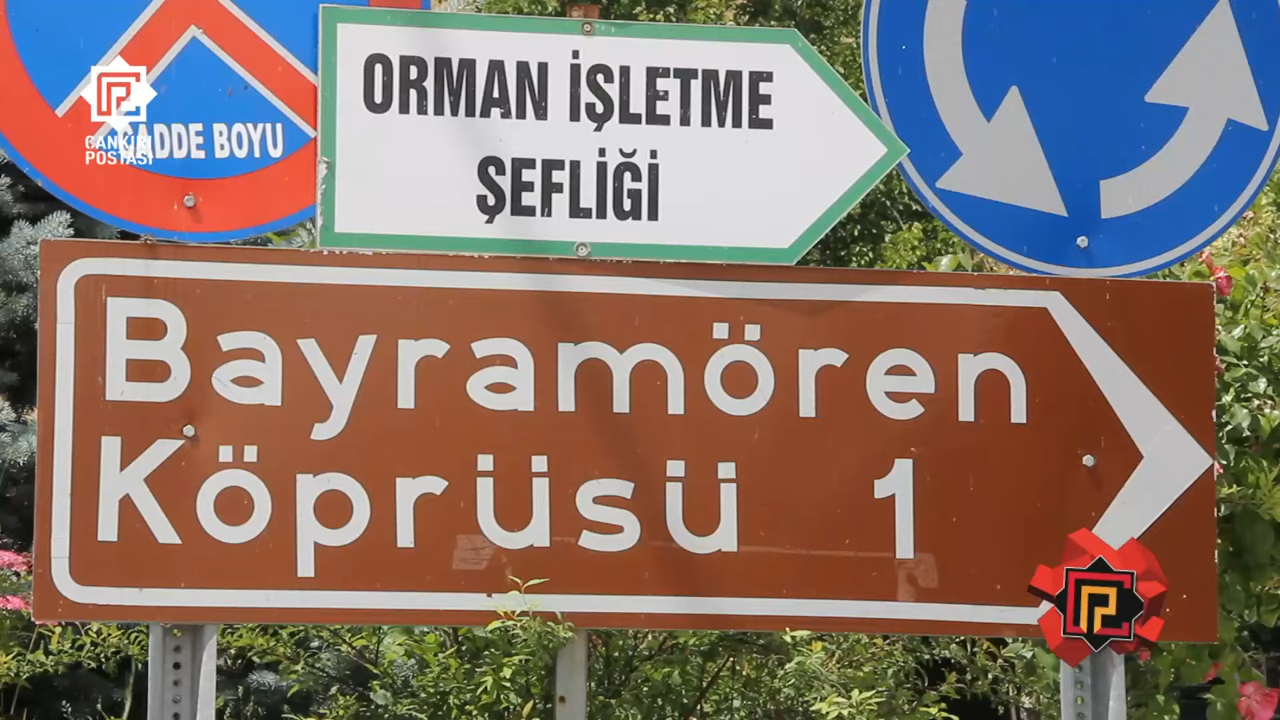 CADDE BOYU
ÇANKIRI
POSTASI
ORMAN İŞLETME
ŞEFLİĞİ
Bayramören
Köprüsü 1